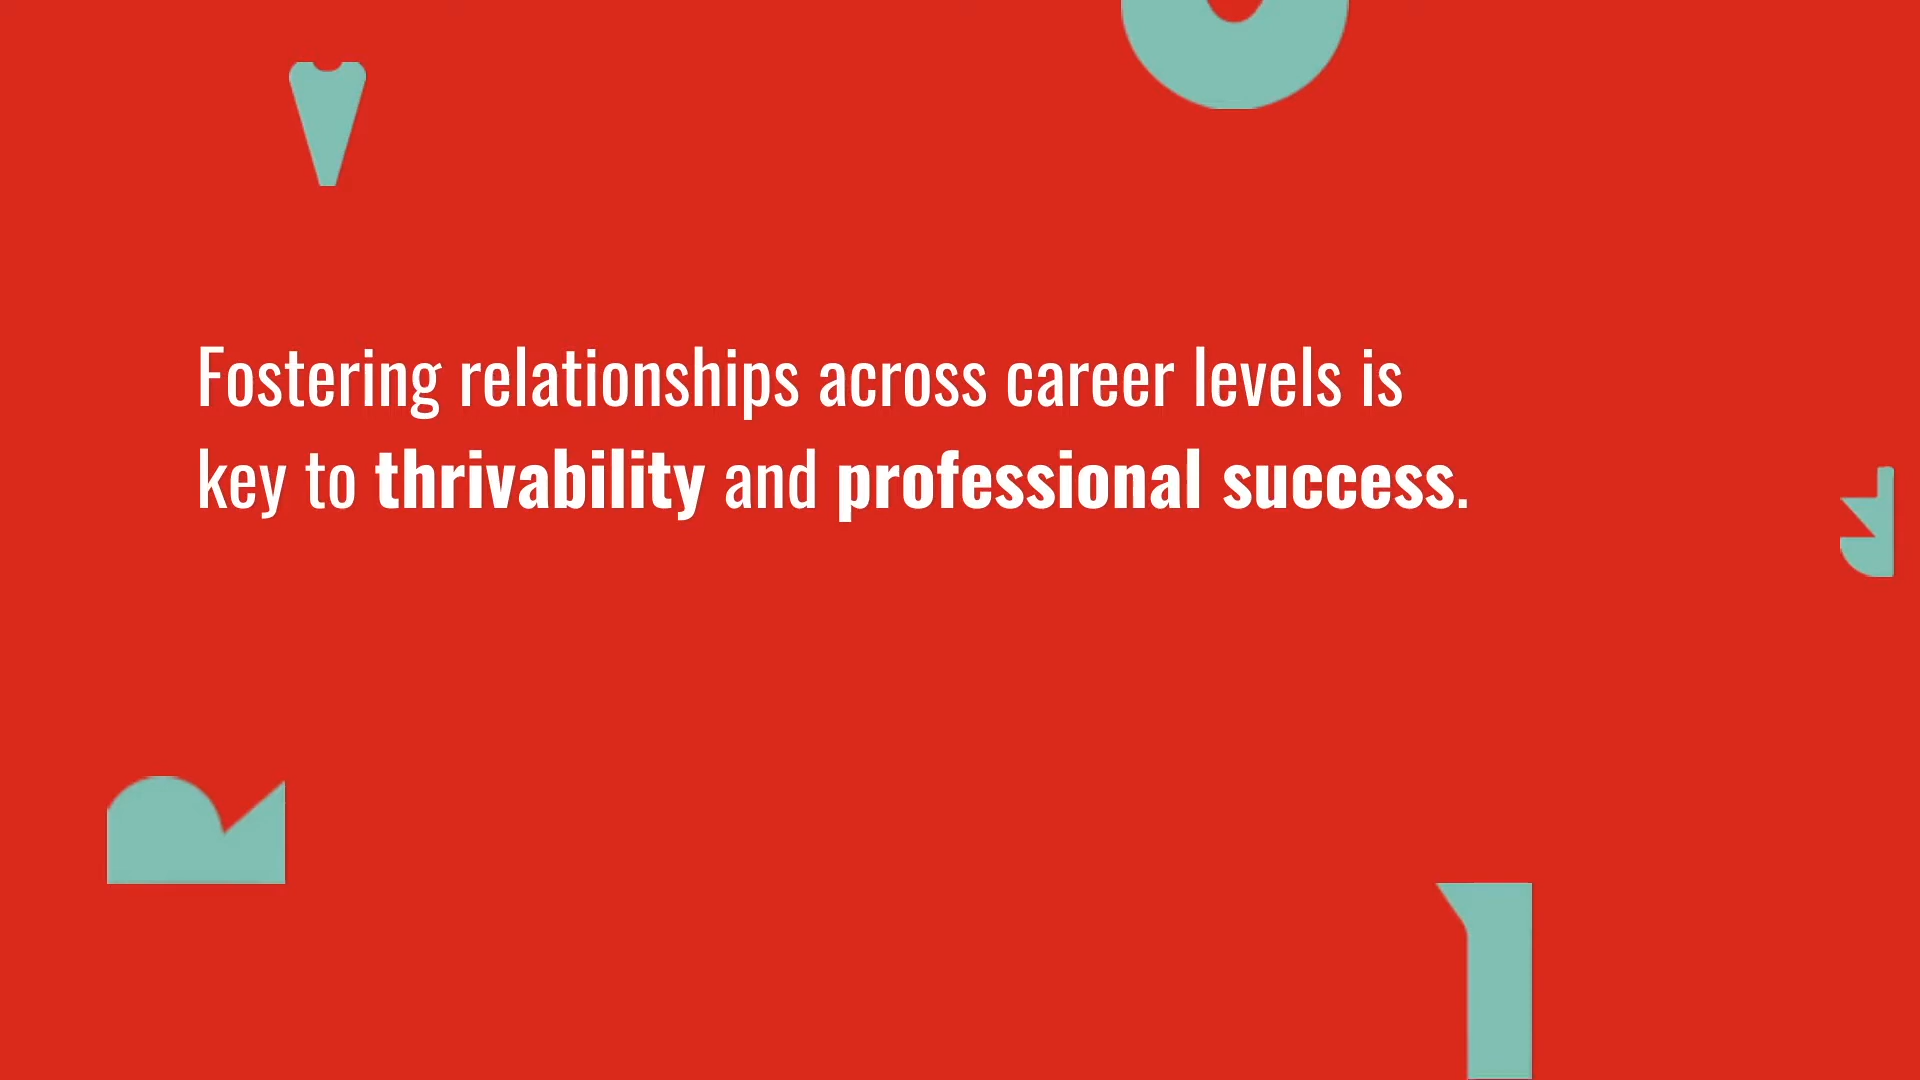 Fostering relationships across career levels is
key to thrivability and professional success.